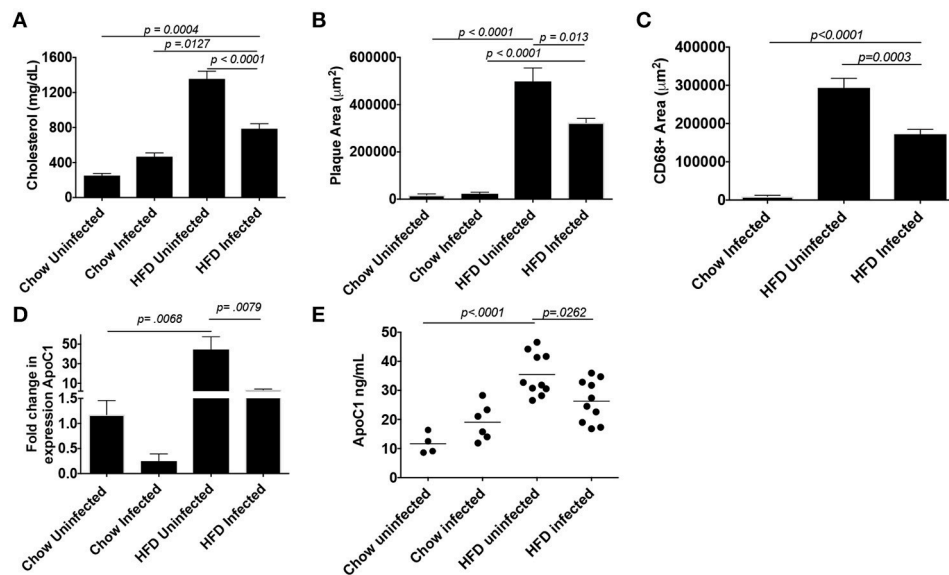 A
p = 0.0004
p =.0127
p < 0.0001
Cholesterol (mg/dL)
1600
1200
800
400
0
Chow Uninfected
Chow Infected
HFD Uninfected
HFD Infected
B
p < 0.0001
p = 0.013
p < 0.0001
Plaque Area (μm²)
600000
400000
200000
0
Chow Uninfected
Chow Infected
HFD Uninfected
HFD Infected
C
p<0.0001
p=0.0003
CD68+ Area (μm²)
400000
300000
200000
100000
0
Chow Infected
HFD Uninfected
HFD Infected
D
p= .0068
p= .0079
Fold change in
expression ApoC1
50
30
10
1.5
1.0
0.5
0.0
Chow Uninfected
Chow Infected
HFD Uninfected
HFD Infected
E
p<.0001
p=.0262
ApoC1 ng/mL
50
40
30
20
10
0
Chow uninfected
Chow infected
HFD uninfected
HFD infected